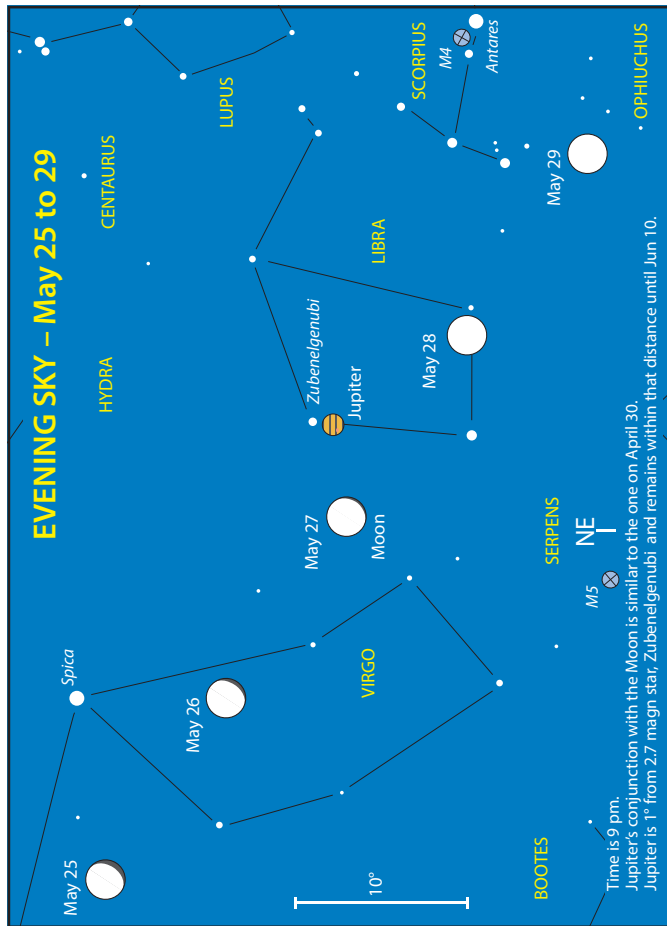 EVENING SKY – May 25 to 29
CENTAURUS
HYDRA
LUPUS
Spica
May 25
May 26
Zubenelgenubi
Jupiter
May 27
Moon
LIBRA
SCORPIUS
M4
Antares
VIRGO
May 28
May 29
SERPENS
NE
M5
BOOTES
OPHIUCHUS
10°
Time is 9 pm.
Jupiter's conjunction with the Moon is similar to the one on April 30.
Jupiter is 1° from 2.7 magn star, Zubenelgenubi and remains within that distance until Jun 10.